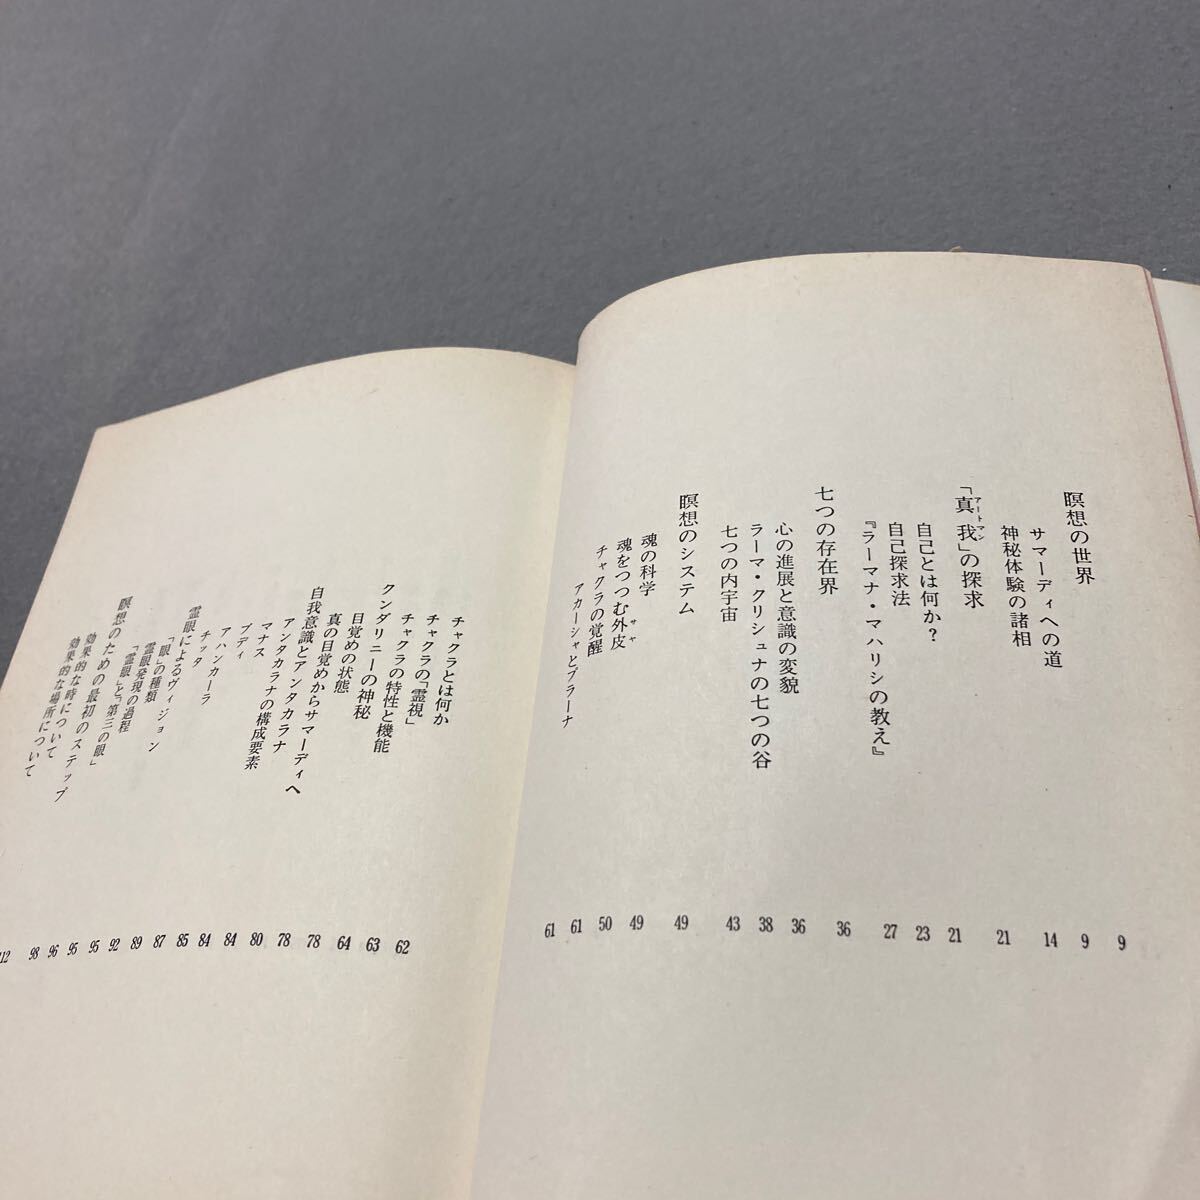 瞑想の世界 9
サマーディへの道 9
神秘体験の諸相 14
アートマン
「真我」の探求 21
自己とは何か? 21
自己探求法 23
『ラーマナ・マハリシの教え』 27
七つの存在界 36
心の進展と意識の変貌 36
ラーマ・クリシュナの七つの谷 38
七つの内宇宙 43
瞑想のシステム 49
魂の科学 49
サヤ
魂をつつむ外皮 50
チャクラの覚醒 61
アカーシャとプラーナ 61
チャクラとは何か 62
チャクラの「霊視」 63
チャクラの特性と機能 64
クンダリニーの神秘 78
目覚めの状態 78
真の目覚めからサマーディへ 80
自我意識とアンタカラナ 84
アンタカラナの構成要素 84
マナス 85
ブディ 87
アハンカーラ 89
チッタ 92
霊眼によるヴィジョン 95
「眼」の種類 95
霊眼発現の過程 96
「霊眼」と「第三の眼」 98
瞑想のための最初のステップ 112
効果的な時について
効果的な場所について